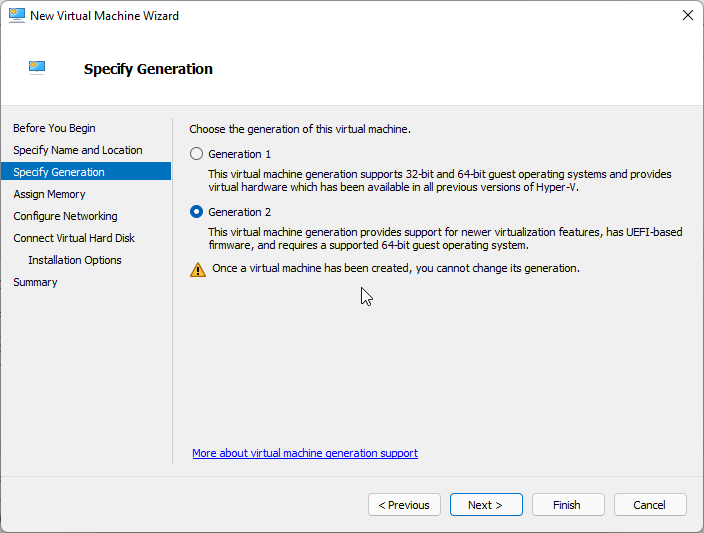 New Virtual Machine Wizard
Specify Generation
Before You Begin
Specify Name and Location
Specify Generation
Assign Memory
Configure Networking
Connect Virtual Hard Disk
Installation Options
Summary
Choose the generation of this virtual machine.
Generation 1
This virtual machine generation supports 32-bit and 64-bit guest operating systems and provides
virtual hardware which has been available in all previous versions of Hyper-V.
Generation 2
This virtual machine generation provides support for newer virtualization features, has UEFI-based
firmware, and requires a supported 64-bit guest operating system.
Once a virtual machine has been created, you cannot change its generation.
More about virtual machine generation support
< Previous
Next >
Finish
Cancel